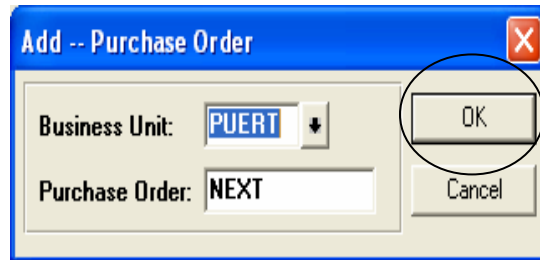 Add -- Purchase Order
Business Unit: PUERT
OK
Purchase Order: NEXT
Cancel